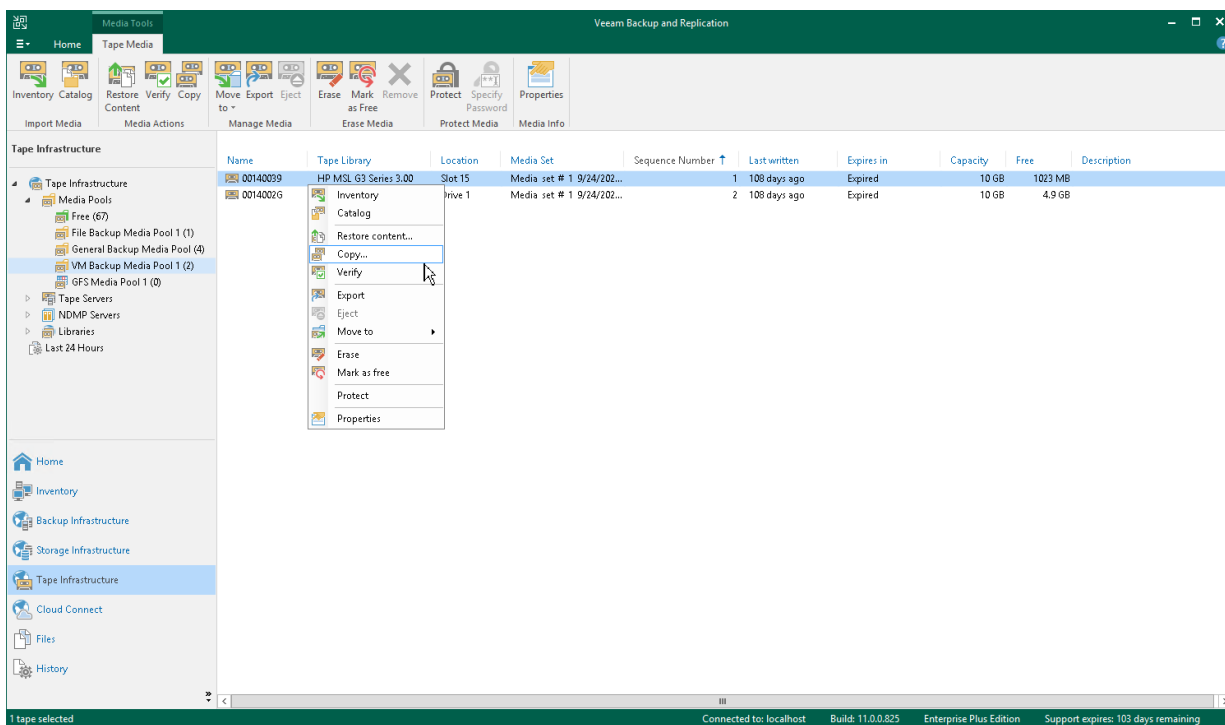 Media Tools
Veeam Backup and Replication
Home Tape Media
Inventory Catalog Restore Content Verify Copy Move to Export Eject Erase Mark as Free Remove Protect Specify Password Properties
Import Media Media Actions Manage Media Erase Media Protect Media Media Info
Tape Infrastructure
Tape Infrastructure
Media Pools
Free (67)
File Backup Media Pool 1 (1)
General Backup Media Pool (4)
VM Backup Media Pool 1 (2)
GFS Media Pool 1 (0)
Tape Servers
NDMP Servers
Libraries
Last 24 Hours
Name Tape Library Location Media Set Sequence Number Last written Expires in Capacity Free Description
00140039 HP MSL G3 Series 3.00 Slot 15 Media set # 1 9/24/202... 1 108 days ago Expired 10 GB 1023 MB
0014002G Drive 1 Media set # 1 9/24/202... 2 108 days ago Expired 10 GB 4.9 GB
Inventory
Catalog
Restore content...
Copy...
Verify
Export
Eject
Move to
Erase
Mark as free
Protect
Properties
Home
Inventory
Backup Infrastructure
Storage Infrastructure
Tape Infrastructure
Cloud Connect
Files
History
1 tape selected Connected to: localhost Build: 11.0.0.825 Enterprise Plus Edition Support expires: 103 days remaining